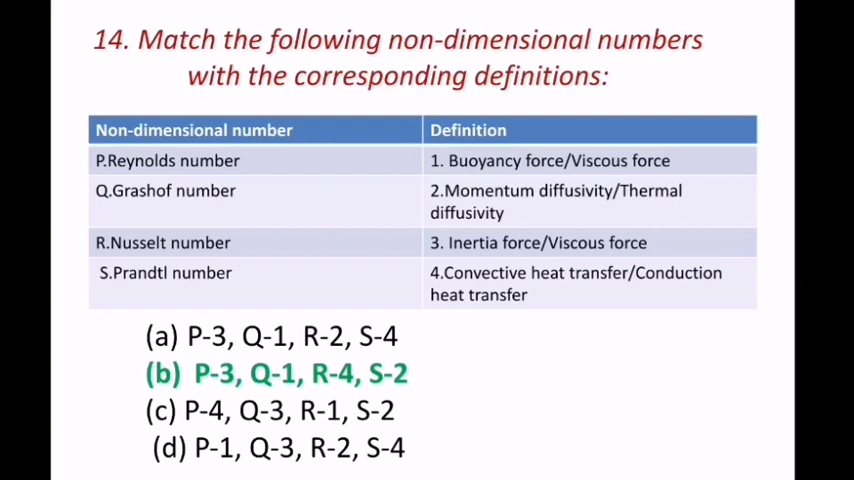 14. Match the following non-dimensional numbers
with the corresponding definitions:
Non-dimensional number
Definition
P.Reynolds number
1. Buoyancy force/Viscous force
Q.Grashof number
2.Momentum diffusivity/Thermal
diffusivity
R.Nusselt number
3. Inertia force/Viscous force
S.Prandtl number
4.Convective heat transfer/Conduction
heat transfer
(a) P-3, Q-1, R-2, S-4
(b) P-3, Q-1, R-4, S-2
(c) P-4, Q-3, R-1, S-2
(d) P-1, Q-3, R-2, S-4